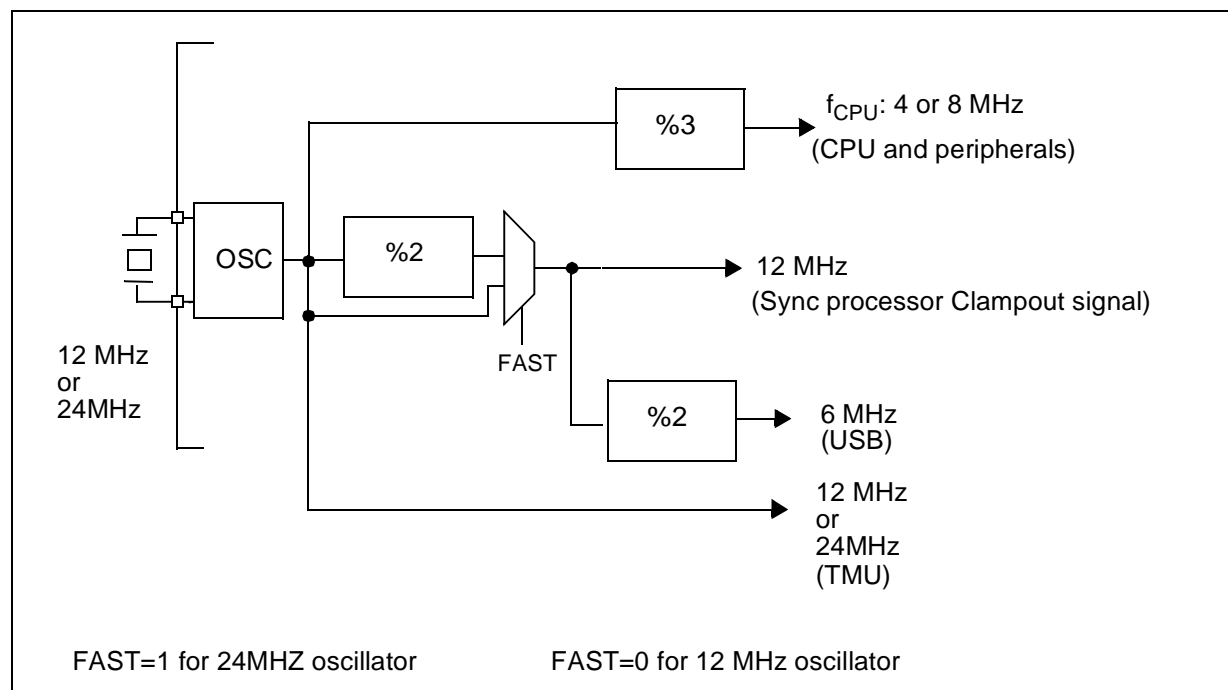 %3
fCPU: 4 or 8 MHz
(CPU and peripherals)
OSC
%2
12 MHz
(Sync processor Clampout signal)
FAST
12 MHz
or
24MHz
%2
6 MHz
(USB)
12 MHz
or
24MHz
(TMU)
FAST=1 for 24MHZ oscillator
FAST=0 for 12 MHz oscillator